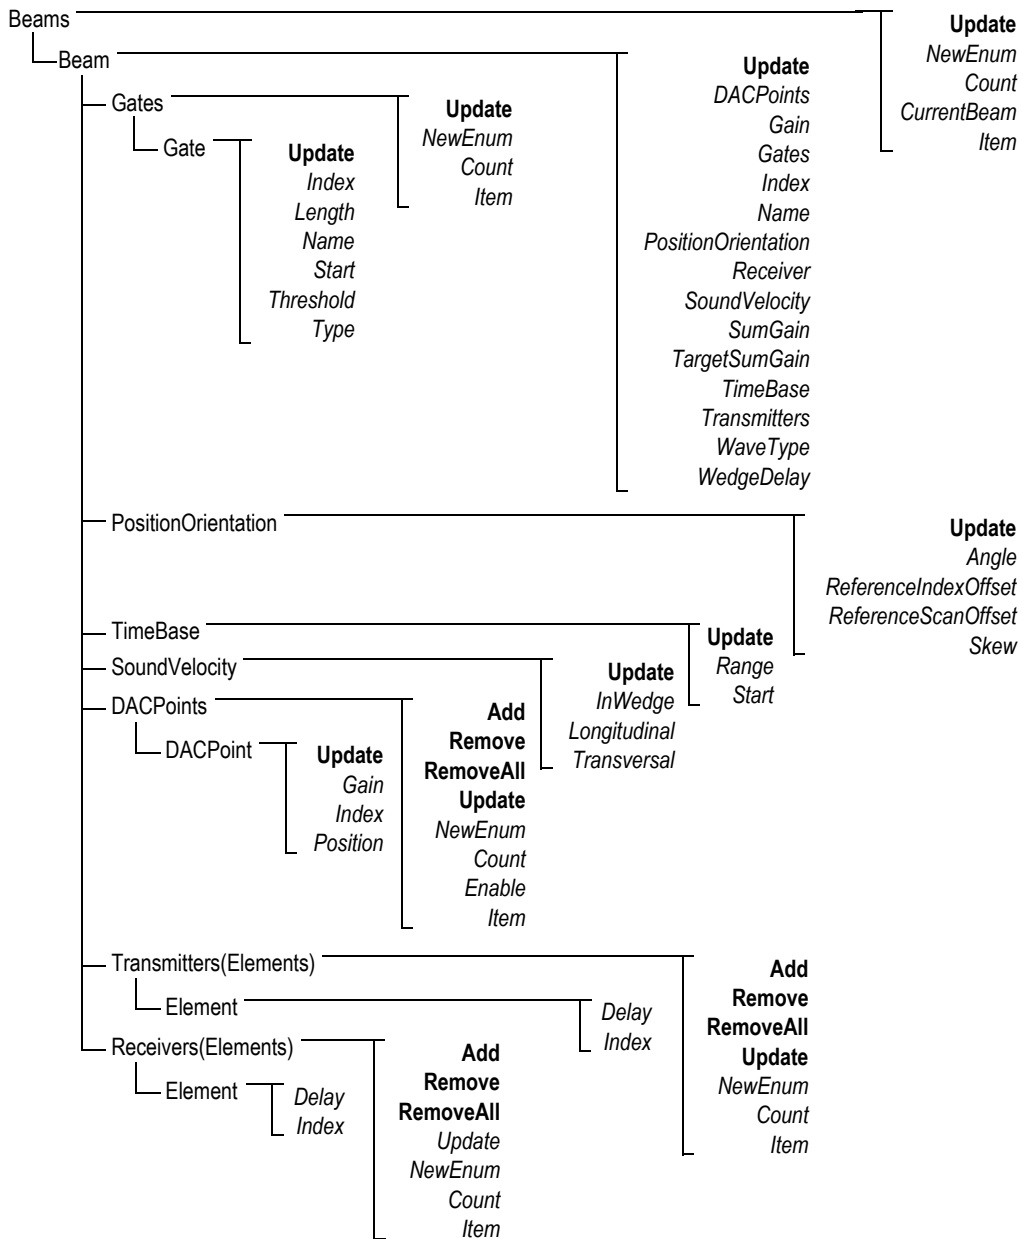 Beams
Update
NewEnum
Count
CurrentBeam
Item
Beam
Update
DACPoints
Gain
Gates
Index
Name
PositionOrientation
Receiver
SoundVelocity
SumGain
TargetSumGain
TimeBase
Transmitters
WaveType
WedgeDelay
Gates
Update
NewEnum
Count
Item
Gate
Update
Index
Length
Name
Start
Threshold
Type
PositionOrientation
Update
Angle
ReferenceIndexOffset
ReferenceScanOffset
Skew
TimeBase
Update
Range
Start
SoundVelocity
Update
InWedge
Longitudinal
Transversal
DACPoints
Add
Remove
RemoveAll
Update
NewEnum
Count
Enable
Item
DACPoint
Update
Gain
Index
Position
Transmitters(Elements)
Add
Remove
RemoveAll
Update
NewEnum
Count
Item
Element
Delay
Index
Receivers(Elements)
Add
Remove
RemoveAll
Update
NewEnum
Count
Item
Element
Delay
Index